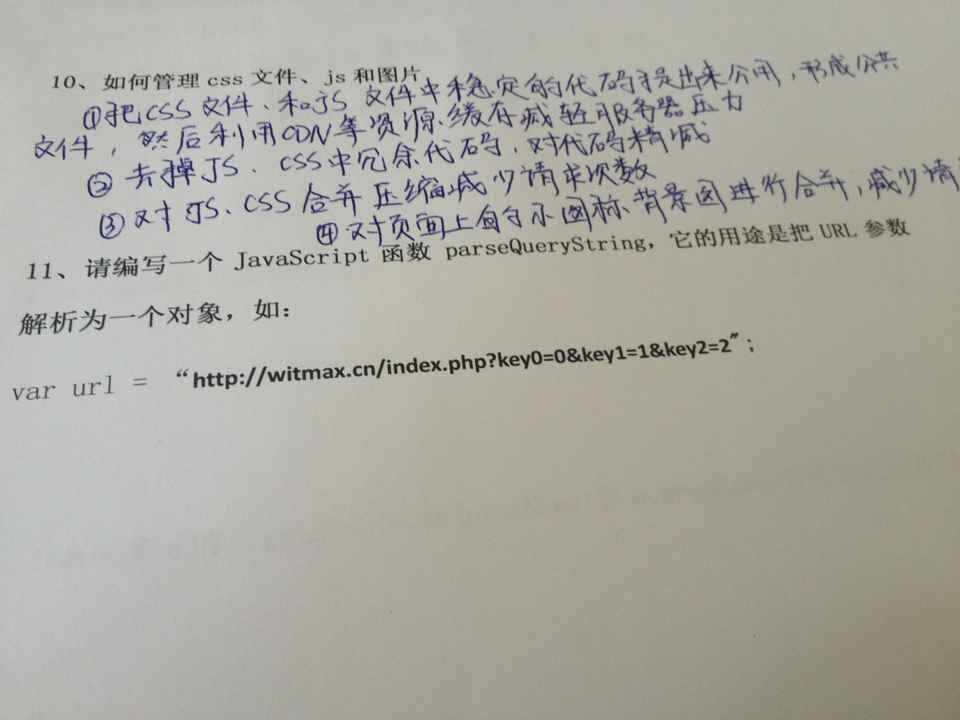 10、如何管理 css 文件、js 和图片
①把CSS文件、和JS文件中稳定的代码提出来公用，形成公共
文件，然后利用CDN等资源缓存减轻服务器压力
② 去掉JS、CSS中冗余代码，对代码精减
③ 对JS、CSS合并压缩减少请求次数
④ 对页面上的小图标背景图进行合并，减少请
11、请编写一个 JavaScript 函数 parseQueryString，它的用途是把 URL 参数
解析为一个对象，如：
var url = “http://witmax.cn/index.php?key0=0&key1=1&key2=2”；